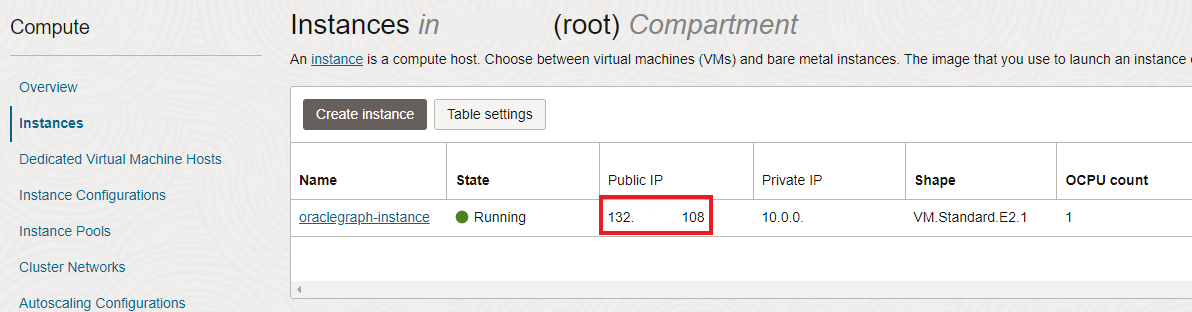 Compute
Overview
Instances
Dedicated Virtual Machine Hosts
Instance Configurations
Instance Pools
Cluster Networks
Autoscaling Configurations
Instances in (root) Compartment
An instance is a compute host. Choose between virtual machines (VMs) and bare metal instances. The image that you use to launch an instance
Create instance Table settings
Name State Public IP Private IP Shape OCPU count
oraclegraph-instance Running 132. 108 10.0.0. VM.Standard.E2.1 1